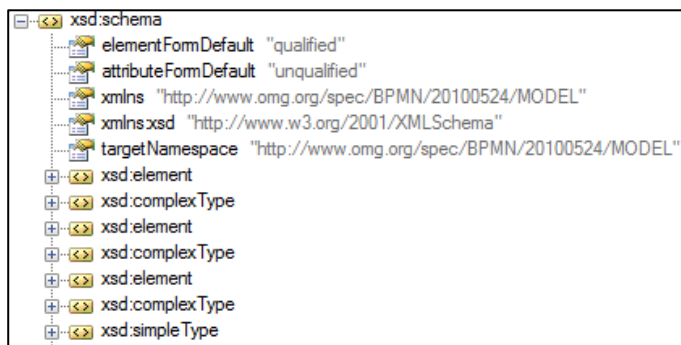 xsd:schema
elementFormDefault "qualified"
attributeFormDefault "unqualified"
xmlns "http://www.omg.org/spec/BPMN/20100524/MODEL"
xmlns:xsd "http://www.w3.org/2001/XMLSchema"
targetNamespace "http://www.omg.org/spec/BPMN/20100524/MODEL"
xsd:element
xsd:complexType
xsd:element
xsd:complexType
xsd:element
xsd:complexType
xsd:simpleType